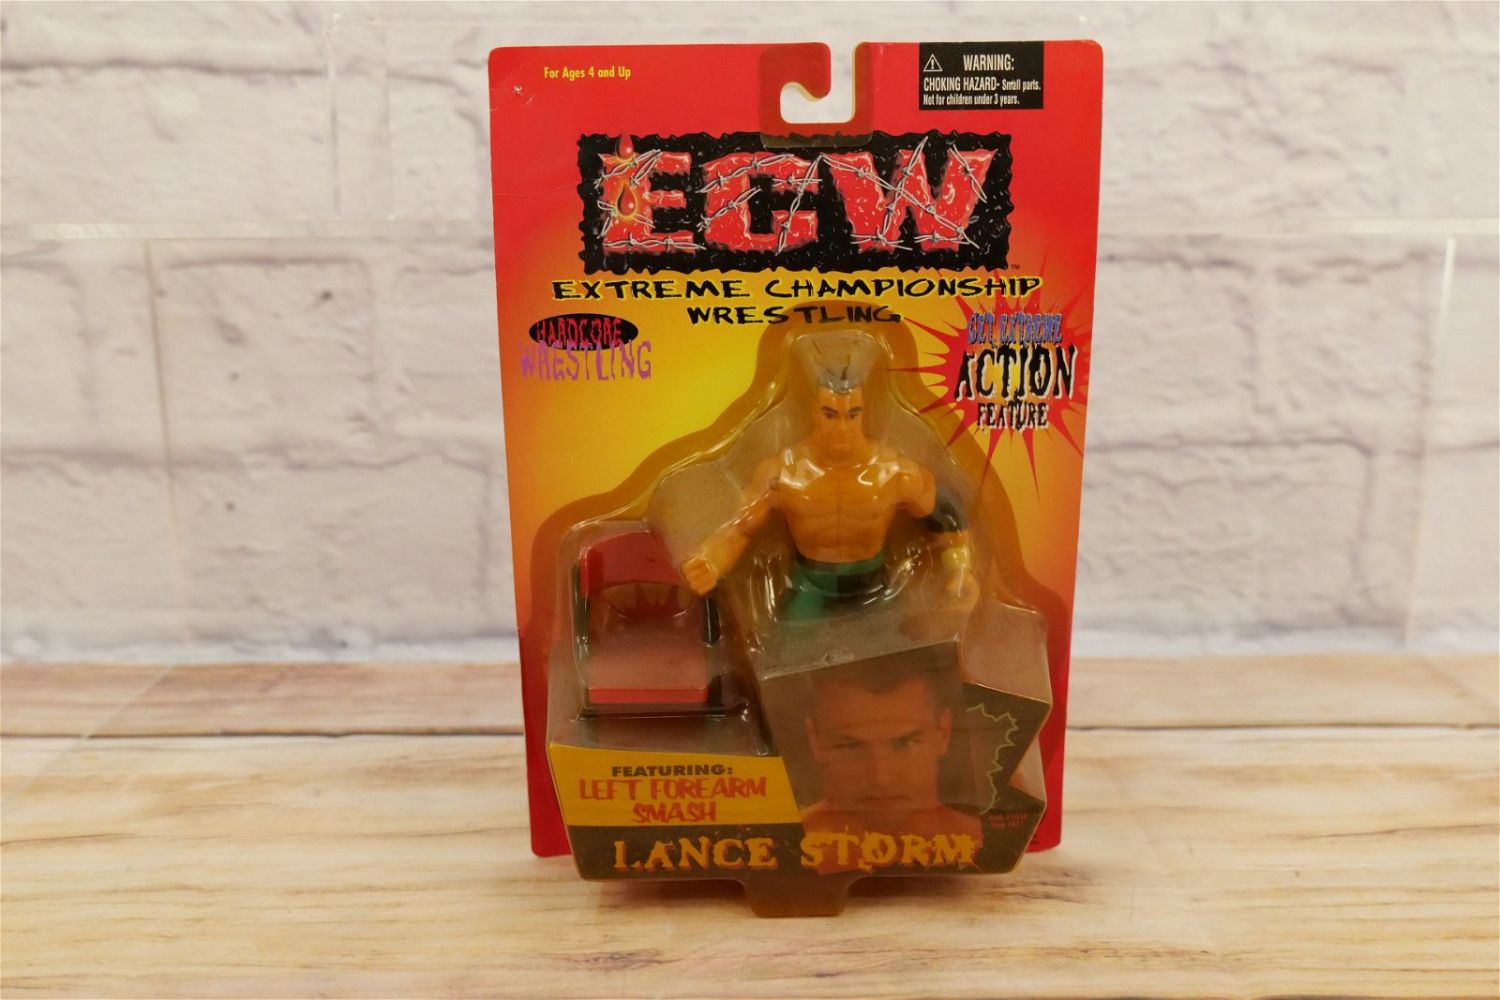 For Ages 4 and Up
WARNING:
CHOKING HAZARD- Small parts.
Not for children under 3 years.
ECW
TM
EXTREME CHAMPIONSHIP
WRESTLING
HARDCORE
WRESTLING
GET EXTREME
ACTION
FEATURE
FEATURING:
LEFT FOREARM
SMASH
LANCE STORM